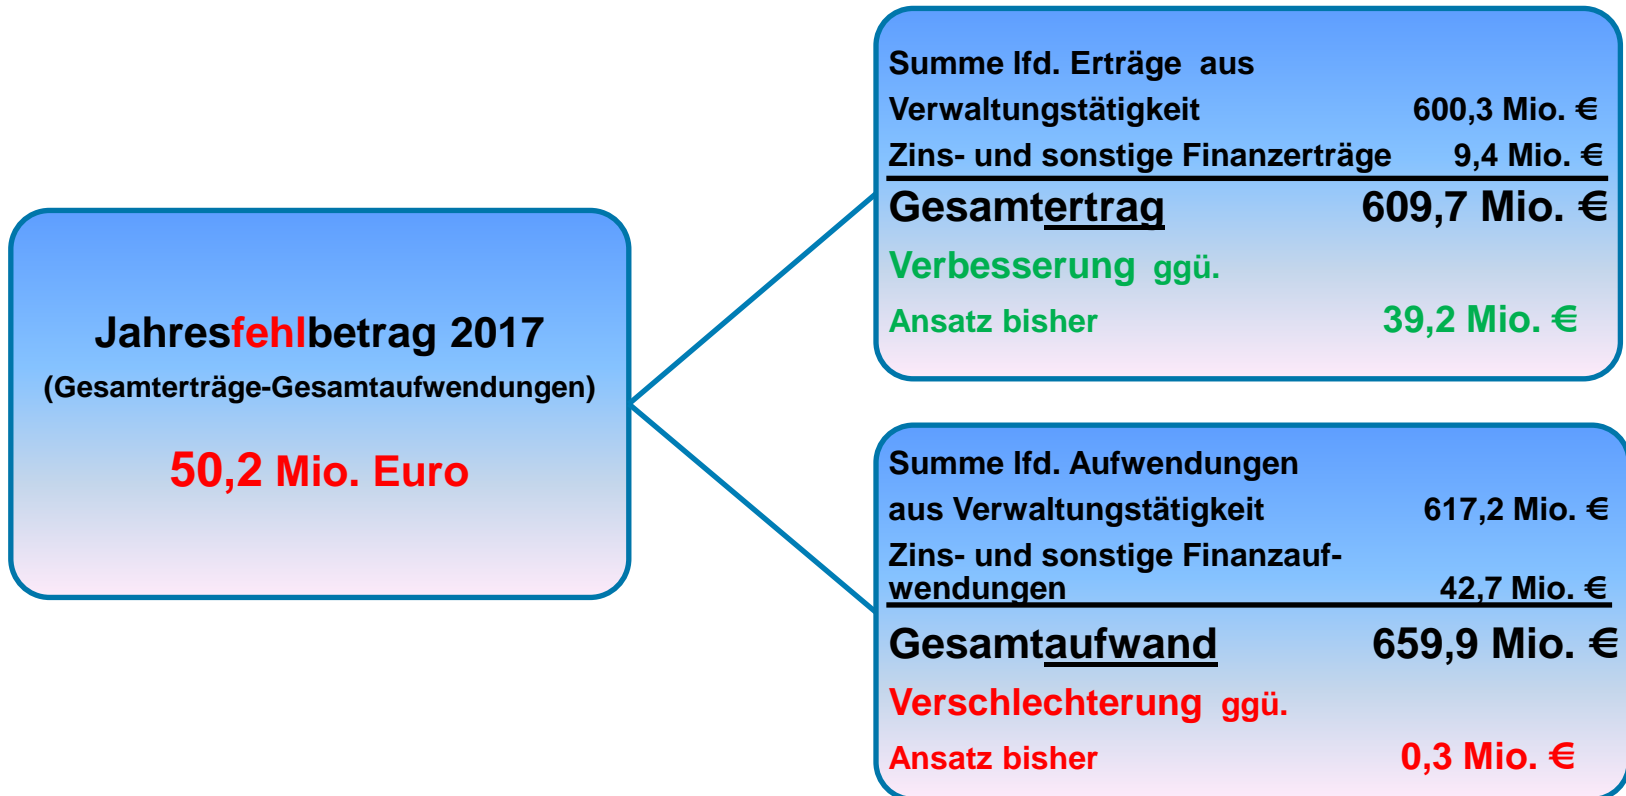 Jahresfehlbetrag 2017
(Gesamterträge-Gesamtaufwendungen)
50,2 Mio. Euro
Summe lfd. Erträge aus
Verwaltungstätigkeit 600,3 Mio. €
Zins- und sonstige Finanzerträge 9,4 Mio. €
Gesamtertrag 609,7 Mio. €
Verbesserung ggü.
Ansatz bisher 39,2 Mio. €
Summe lfd. Aufwendungen
aus Verwaltungstätigkeit 617,2 Mio. €
Zins- und sonstige Finanzauf-
wendungen 42,7 Mio. €
Gesamtaufwand 659,9 Mio. €
Verschlechterung ggü.
Ansatz bisher 0,3 Mio. €